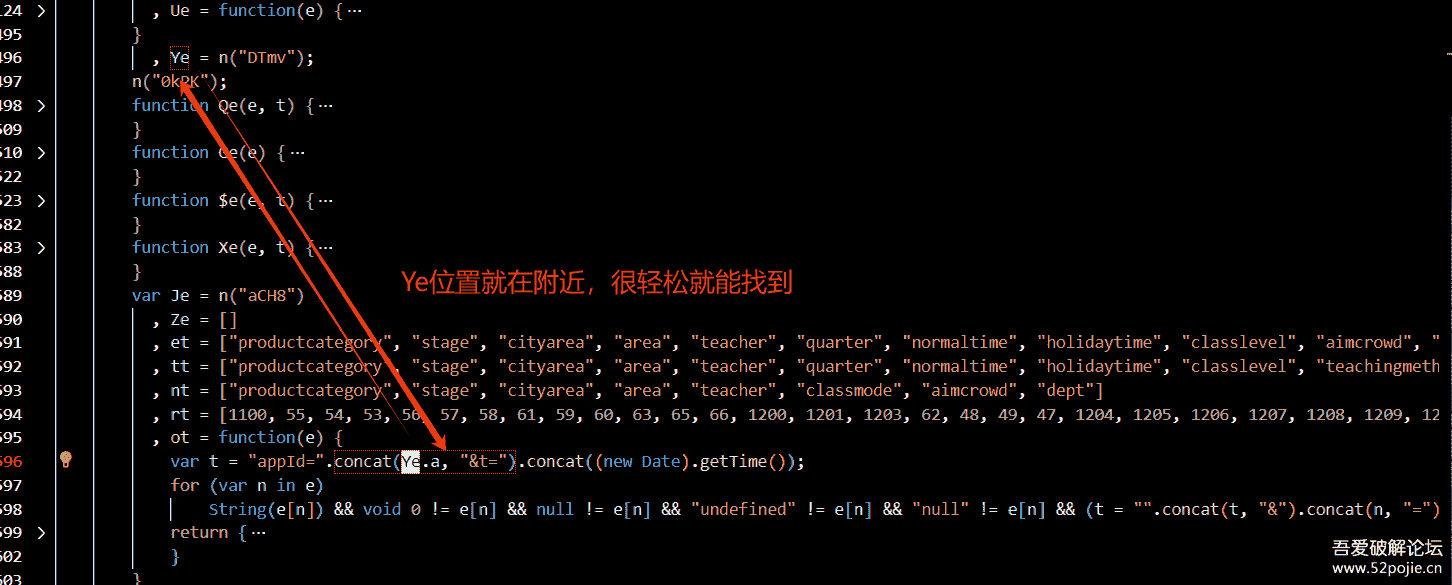 124 > , Ue = function(e) {…
495 }
496 , Ye = n("DTmv");
497 n("0kRK");
498 > function Qe(e, t) {…
509 }
510 > function Ge(e) {…
522 }
523 > function $e(e, t) {…
582 }
583 > function Xe(e, t) {…
588 }
Ye位置就在附近，很轻松就能找到
589 var Je = n("aCH8")
590 , Ze = []
591 , et = ["productcategory", "stage", "cityarea", "area", "teacher", "quarter", "normaltime", "holidaytime", "classlevel", "aimcrowd", "
592 , tt = ["productcategory", "stage", "cityarea", "area", "teacher", "quarter", "normaltime", "holidaytime", "classlevel", "teachingmeth
593 , nt = ["productcategory", "stage", "cityarea", "area", "teacher", "classmode", "aimcrowd", "dept"]
594 , rt = [1100, 55, 54, 53, 56, 57, 58, 61, 59, 60, 63, 65, 66, 1200, 1201, 1203, 62, 48, 49, 47, 1204, 1205, 1206, 1207, 1208, 1209, 12
595 , ot = function(e) {
596 var t = "appId=".concat(Ye.a, "&t=").concat((new Date).getTime());
597 for (var n in e)
598 String(e[n]) && void 0 != e[n] && null != e[n] && "undefined" != e[n] && "null" != e[n] && (t = "".concat(t, "&").concat(n, "=")
599 > return {…
602 }
603 }
吾爱破解论坛
www.52pojie.cn